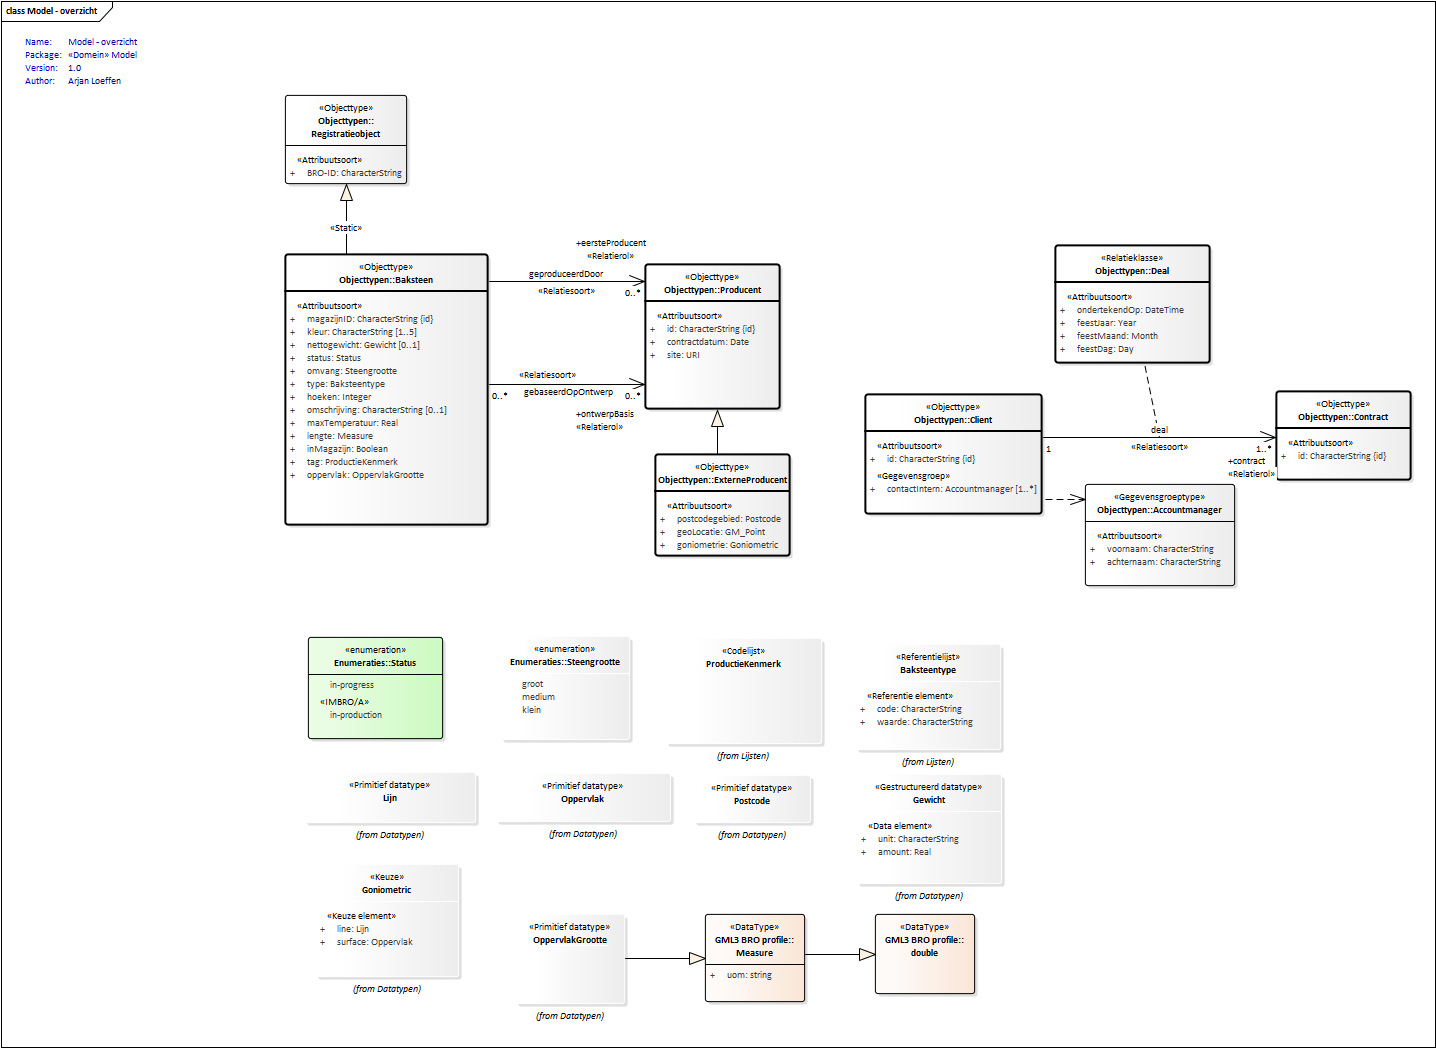 class Model - overzicht
Name: Model - overzicht
Package: «Domein» Model
Version: 1.0
Author: Arjan Loeffen
«Objecttype»
Objecttypen::
Registratieobject
«Attribuutsoort»
+ BRO-ID: CharacterString
«Static»
«Objecttype»
Objecttypen::Baksteen
«Attribuutsoort»
+ magazijnID: CharacterString {id}
+ kleur: CharacterString [1..5]
+ nettogewicht: Gewicht [0..1]
+ status: Status
+ omvang: Steengrootte
+ type: Baksteentype
+ hoeken: Integer
+ omschrijving: CharacterString [0..1]
+ maxTemperatuur: Real
+ lengte: Measure
+ inMagazijn: Boolean
+ tag: ProductieKenmerk
+ oppervlak: OppervlakGrootte
+eersteProducent
«Relatierol»
geproduceerdDoor
«Relatiesoort»
0..*
«Relatiesoort»
0..*
gebaseerdOpOntwerp
0..*
+ontwerpBasis
«Relatierol»
«Objecttype»
Objecttypen::Producent
«Attribuutsoort»
+ id: CharacterString {id}
+ contractdatum: Date
+ site: URI
«Objecttype»
Objecttypen::ExterneProducent
«Attribuutsoort»
+ postcodegebied: Postcode
+ geoLocatie: GM_Point
+ goniometrie: Goniometric
«Relatieklasse»
Objecttypen::Deal
«Attribuutsoort»
+ ondertekendOp: DateTime
+ feestJaar: Year
+ feestMaand: Month
+ feestDag: Day
«Objecttype»
Objecttypen::Client
«Attribuutsoort»
+ id: CharacterString {id}
«Gegevensgroep»
+ contactIntern: Accountmanager [1..*]
deal
1
«Relatiesoort»
1..*
+contract
«Relatierol»
«Objecttype»
Objecttypen::Contract
«Attribuutsoort»
+ id: CharacterString {id}
«Gegevensgroeptype»
Objecttypen::Accountmanager
«Attribuutsoort»
+ voornaam: CharacterString
+ achternaam: CharacterString
«enumeration»
Enumeraties::Status
in-progress
«IMBRO/A»
in-production
«enumeration»
Enumeraties::Steengrootte
groot
medium
klein
«Codelijst»
ProductieKenmerk
(from Lijsten)
«Referentielijst»
Baksteentype
«Referentie element»
+ code: CharacterString
+ waarde: CharacterString
(from Lijsten)
«Primitief datatype»
Lijn
(from Datatypen)
«Primitief datatype»
Oppervlak
(from Datatypen)
«Primitief datatype»
Postcode
(from Datatypen)
«Gestructureerd datatype»
Gewicht
«Data element»
+ unit: CharacterString
+ amount: Real
(from Datatypen)
«Keuze»
Goniometric
«Keuze element»
+ line: Lijn
+ surface: Oppervlak
(from Datatypen)
«Primitief datatype»
OppervlakGrootte
(from Datatypen)
«DataType»
GML3 BRO profile::
Measure
+ uom: string
«DataType»
GML3 BRO profile::
double